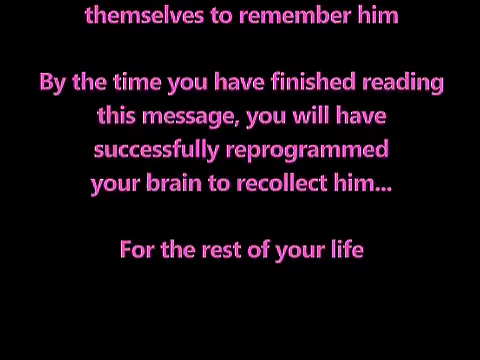 themselves to remember him
By the time you have finished reading
this message, you will have
successfully reprogrammed
your brain to recollect him...
For the rest of your life